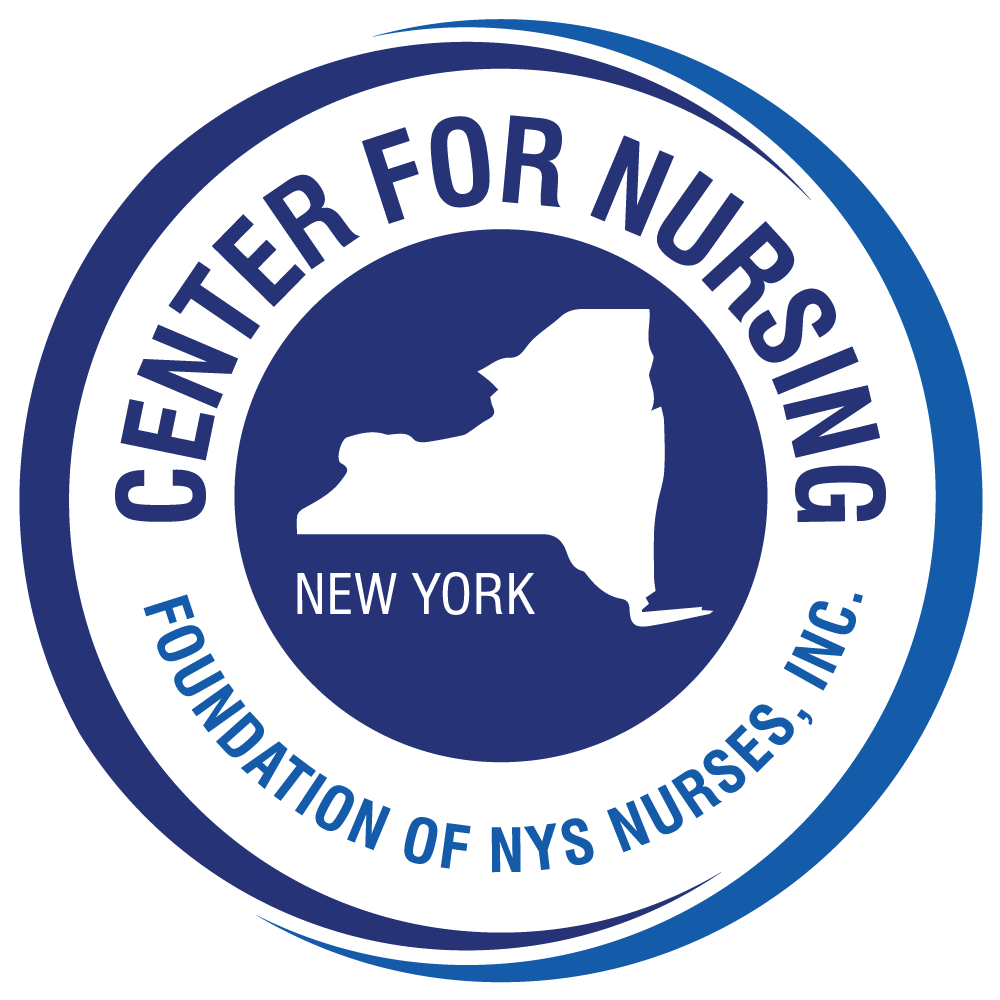 CENTER FOR NURSING
NEW YORK
FOUNDATION OF NYS NURSES, INC.